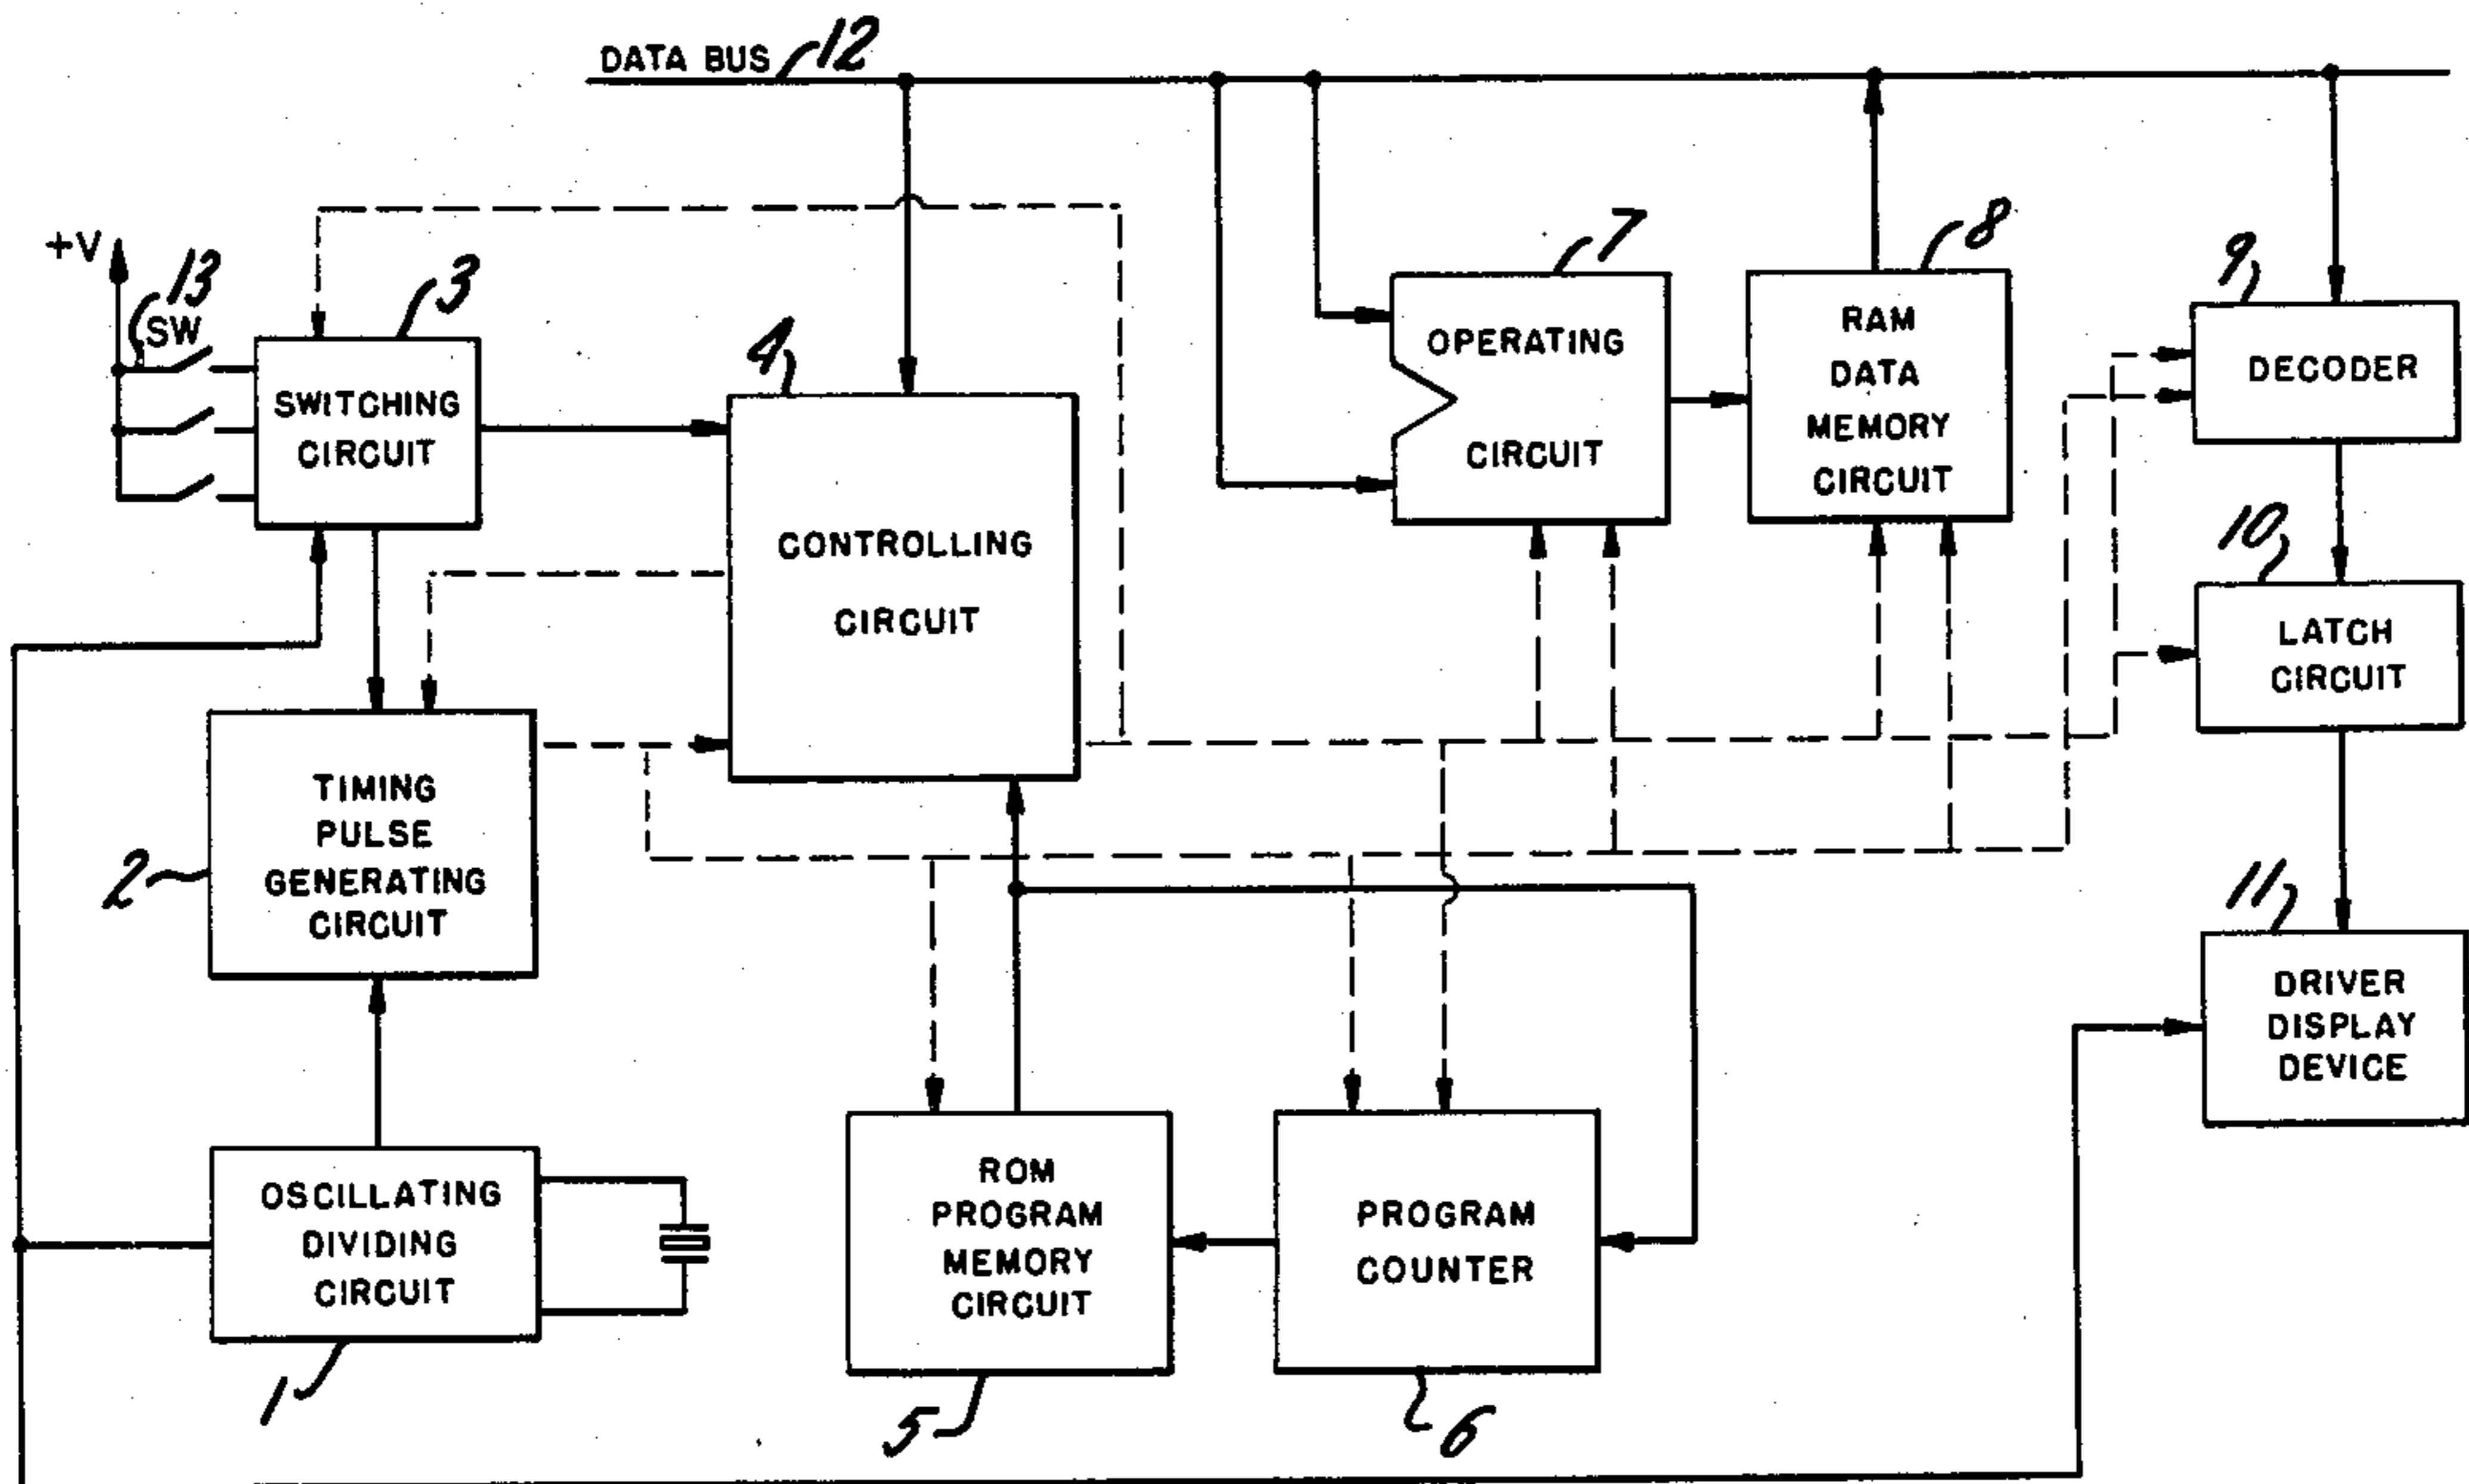 DATA BUS 12
+V
13
SW
3
SWITCHING
CIRCUIT
4
CONTROLLING
CIRCUIT
7
OPERATING
CIRCUIT
8
RAM
DATA
MEMORY
CIRCUIT
9
DECODER
10
LATCH
CIRCUIT
11
DRIVER
DISPLAY
DEVICE
2
TIMING
PULSE
GENERATING
CIRCUIT
OSCILLATING
DIVIDING
CIRCUIT
1
ROM
PROGRAM
MEMORY
CIRCUIT
5
PROGRAM
COUNTER
6